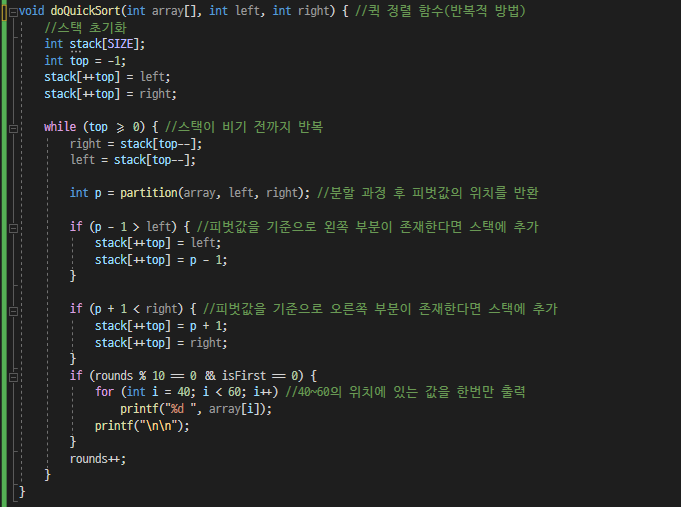 void doQuickSort(int array[], int left, int right) { //퀵 정렬 함수(반복적 방법)
//스택 초기화
int stack[SIZE];
int top = -1;
stack[++top] = left;
stack[++top] = right;
while (top >= 0) { //스택이 비기 전까지 반복
right = stack[top--];
left = stack[top--];
int p = partition(array, left, right); //분할 과정 후 피벗값의 위치를 반환
if (p - 1 > left) { //피벗값을 기준으로 왼쪽 부분이 존재한다면 스택에 추가
stack[++top] = left;
stack[++top] = p - 1;
}
if (p + 1 < right) { //피벗값을 기준으로 오른쪽 부분이 존재한다면 스택에 추가
stack[++top] = p + 1;
stack[++top] = right;
}
if (rounds % 10 == 0 && isFirst == 0) {
for (int i = 40; i < 60; i++) //40~60의 위치에 있는 값을 한번만 출력
printf("%d ", array[i]);
printf("\n\n");
}
rounds++;
}
}